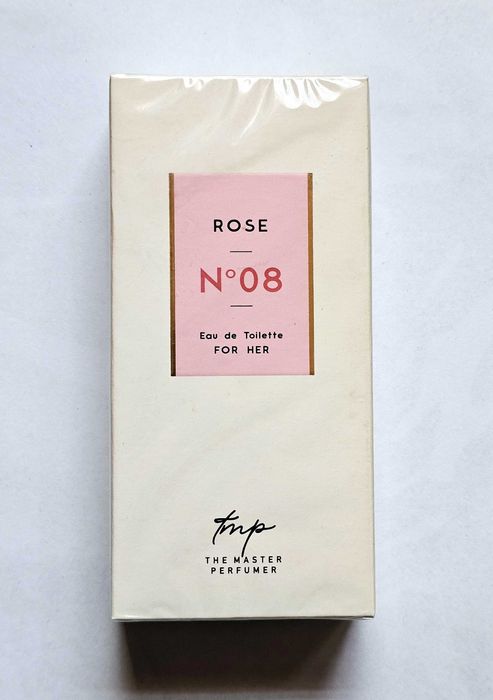 ROSE
N°08
Eau de Toilette
FOR HER
tmp
THE MASTER
PERFUMER